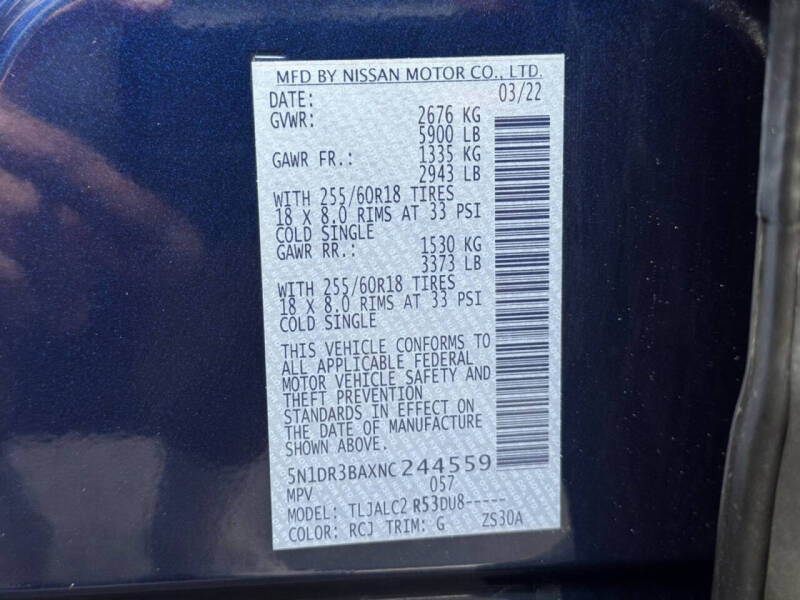 MFD BY NISSAN MOTOR CO., LTD.
DATE: 03/22
GVWR: 2676 KG
5900 LB
GAWR FR.: 1335 KG
2943 LB
WITH 255/60R18 TIRES
18 X 8.0 RIMS AT 33 PSI
COLD SINGLE
GAWR RR.: 1530 KG
3373 LB
WITH 255/60R18 TIRES
18 X 8.0 RIMS AT 33 PSI
COLD SINGLE
THIS VEHICLE CONFORMS TO
ALL APPLICABLE FEDERAL
MOTOR VEHICLE SAFETY AND
THEFT PREVENTION
STANDARDS IN EFFECT ON
THE DATE OF MANUFACTURE
SHOWN ABOVE.
5N1DR3BAXNC244559
MPV 057
MODEL: TLJALC2 R53DU8-----
COLOR: RCJ TRIM: G ZS30A